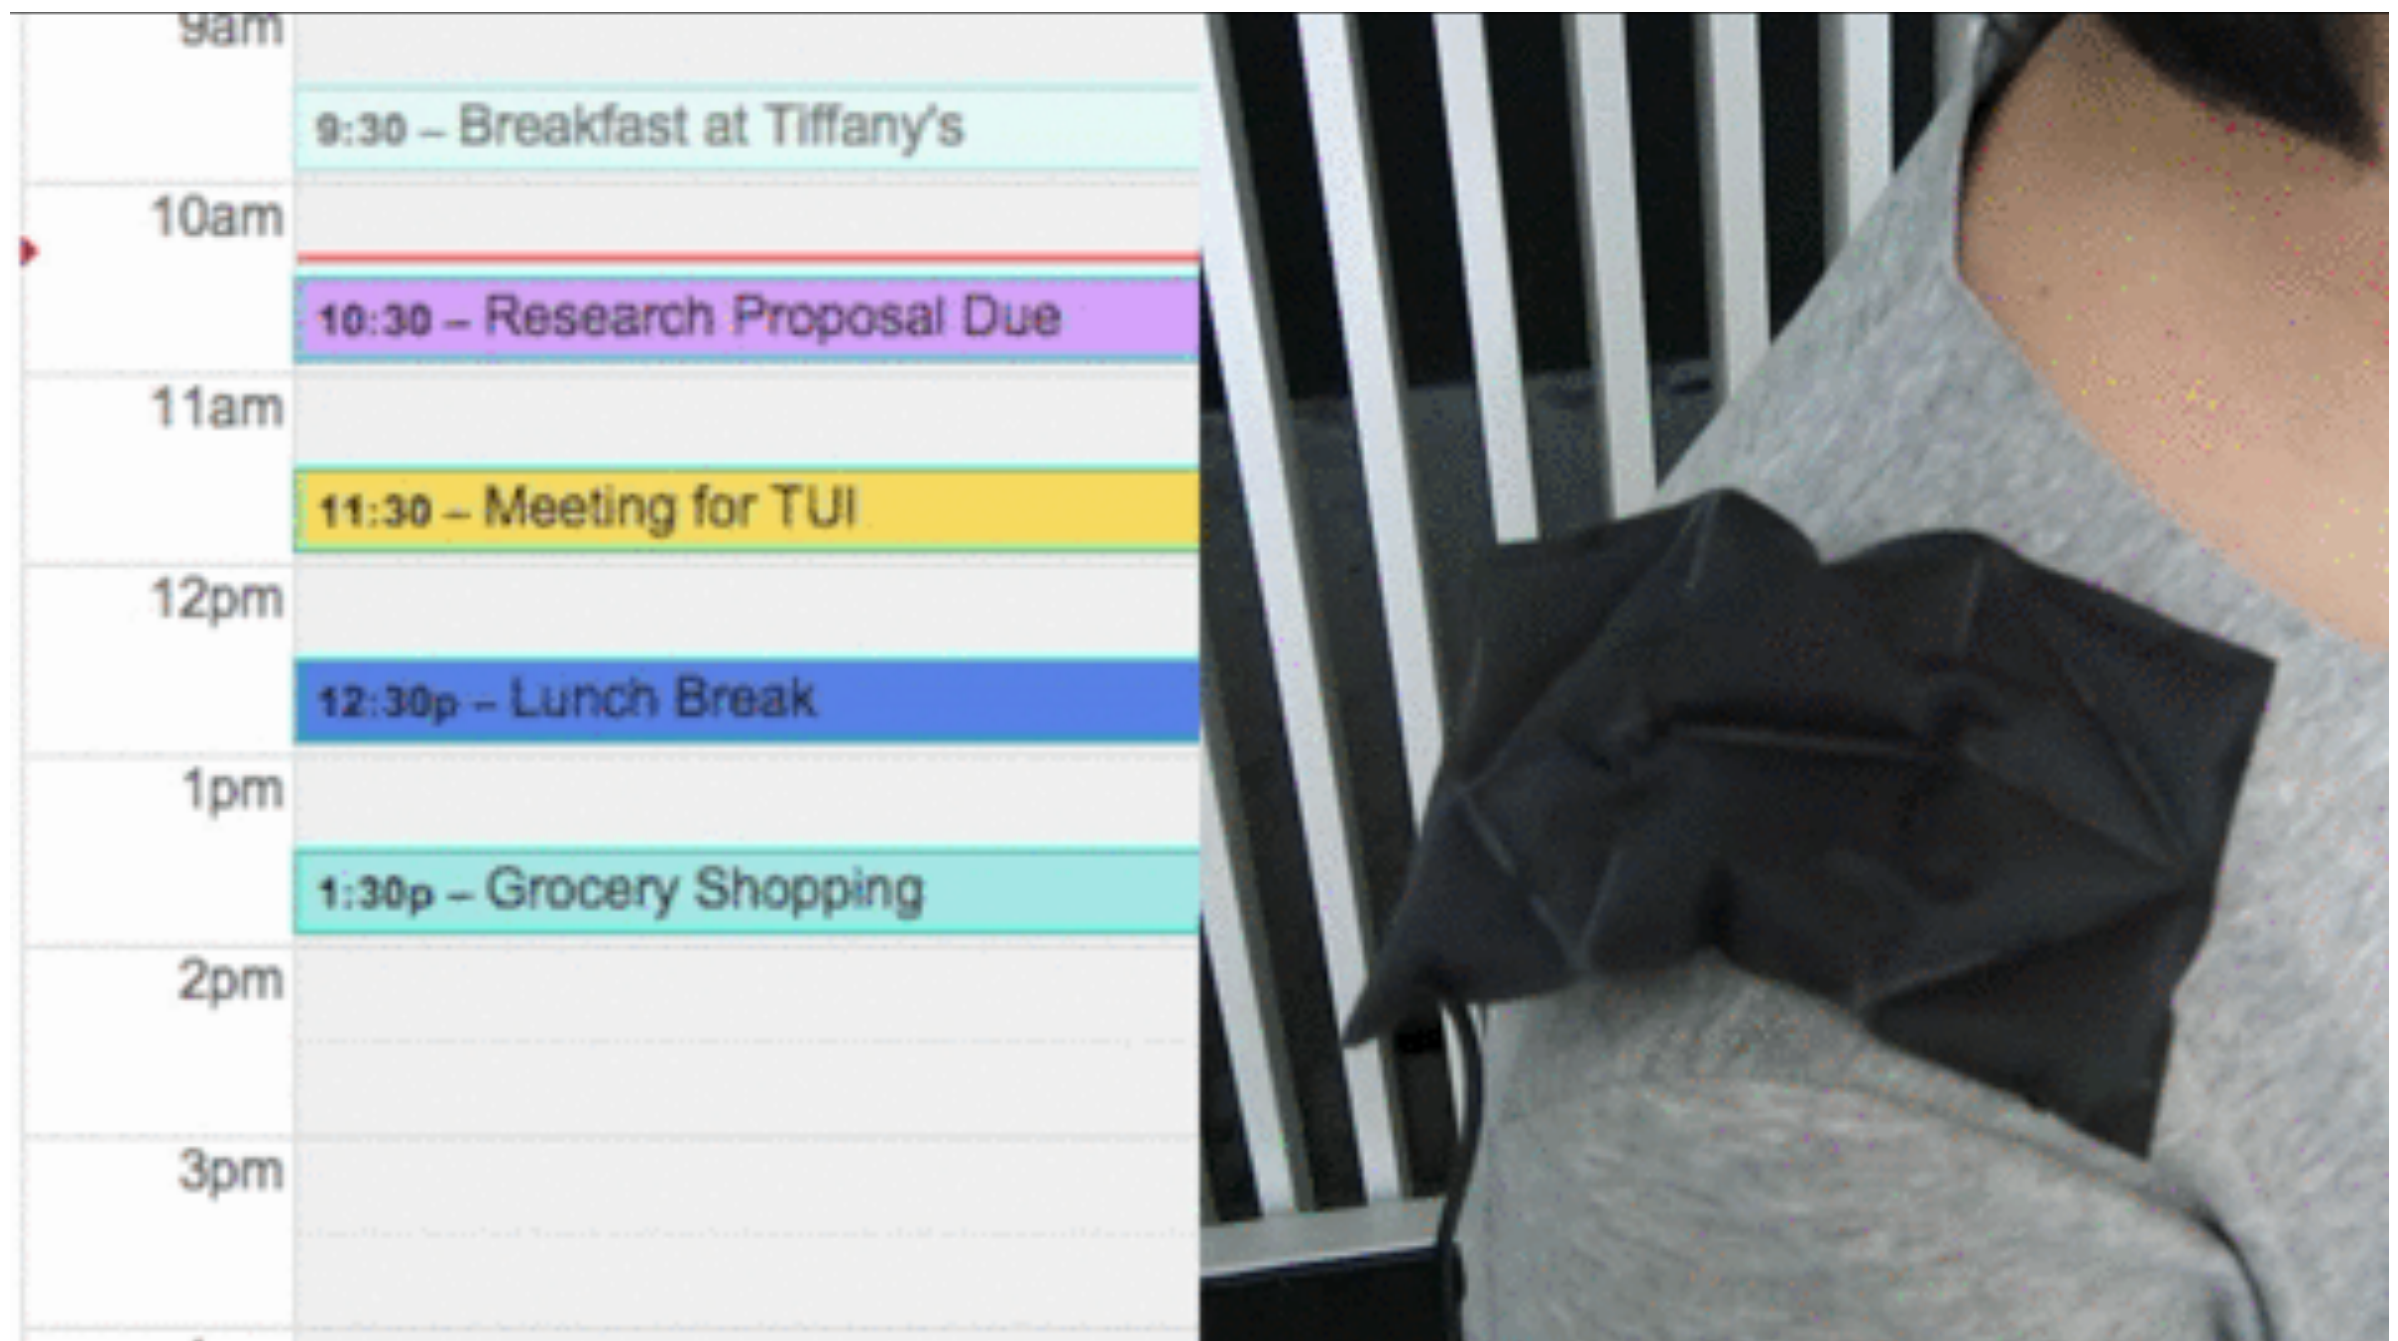 9am
9:30 – Breakfast at Tiffany's
10am
10:30 – Research Proposal Due
11am
11:30 – Meeting for TUI
12pm
12:30p – Lunch Break
1pm
1:30p – Grocery Shopping
2pm
3pm